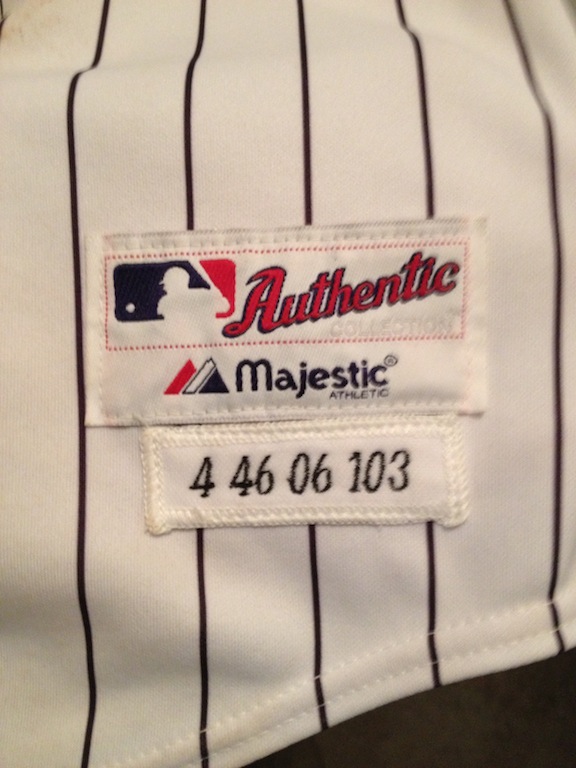 Authentic
COLLECTION
Majestic®
ATHLETIC
4 46 06 103